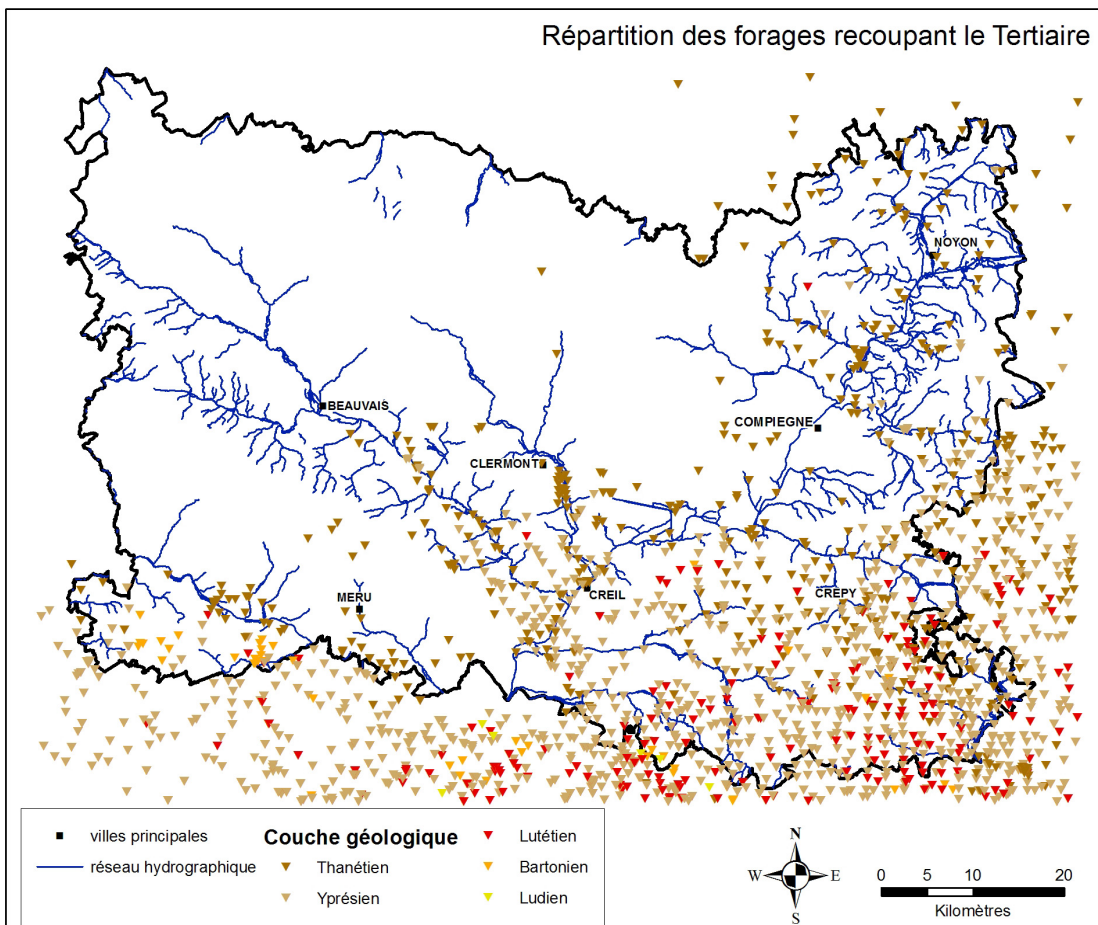 Répartition des forages recoupant le Tertiaire
NOYON
BEAUVAIS
COMPIEGNE
CLERMONT
CREIL
CREPY
MERU
villes principales
réseau hydrographique
Couche géologique
Thanétien
Yprésien
Lutétien
Bartonien
Ludien
N
W E
S
0 5 10 20
Kilomètres